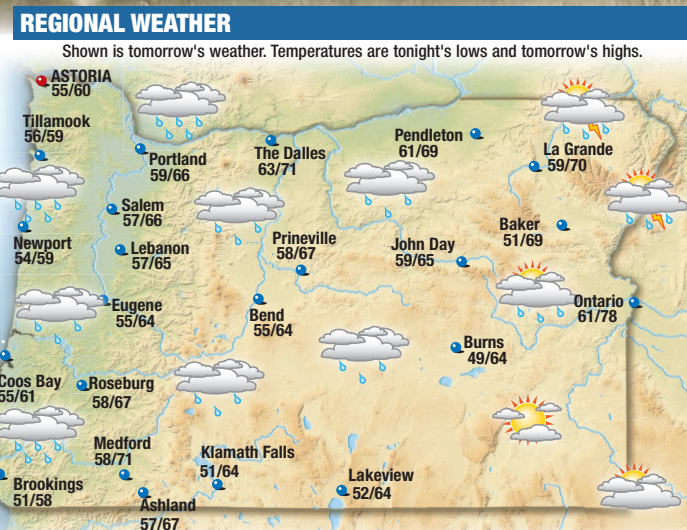 REGIONAL WEATHER
Shown is tomorrow's weather. Temperatures are tonight's lows and tomorrow's highs.
ASTORIA
55/60
Tillamook
56/59
Portland
59/66
The Dalles
63/71
Pendleton
61/69
La Grande
59/70
Salem
57/66
Newport
54/59
Lebanon
57/65
Prineville
58/67
John Day
59/65
Baker
51/69
Eugene
55/64
Bend
55/64
Ontario
61/78
Burns
49/64
Coos Bay
55/61
Roseburg
58/67
Medford
58/71
Klamath Falls
51/64
Brookings
51/58
Ashland
57/67
Lakeview
52/64